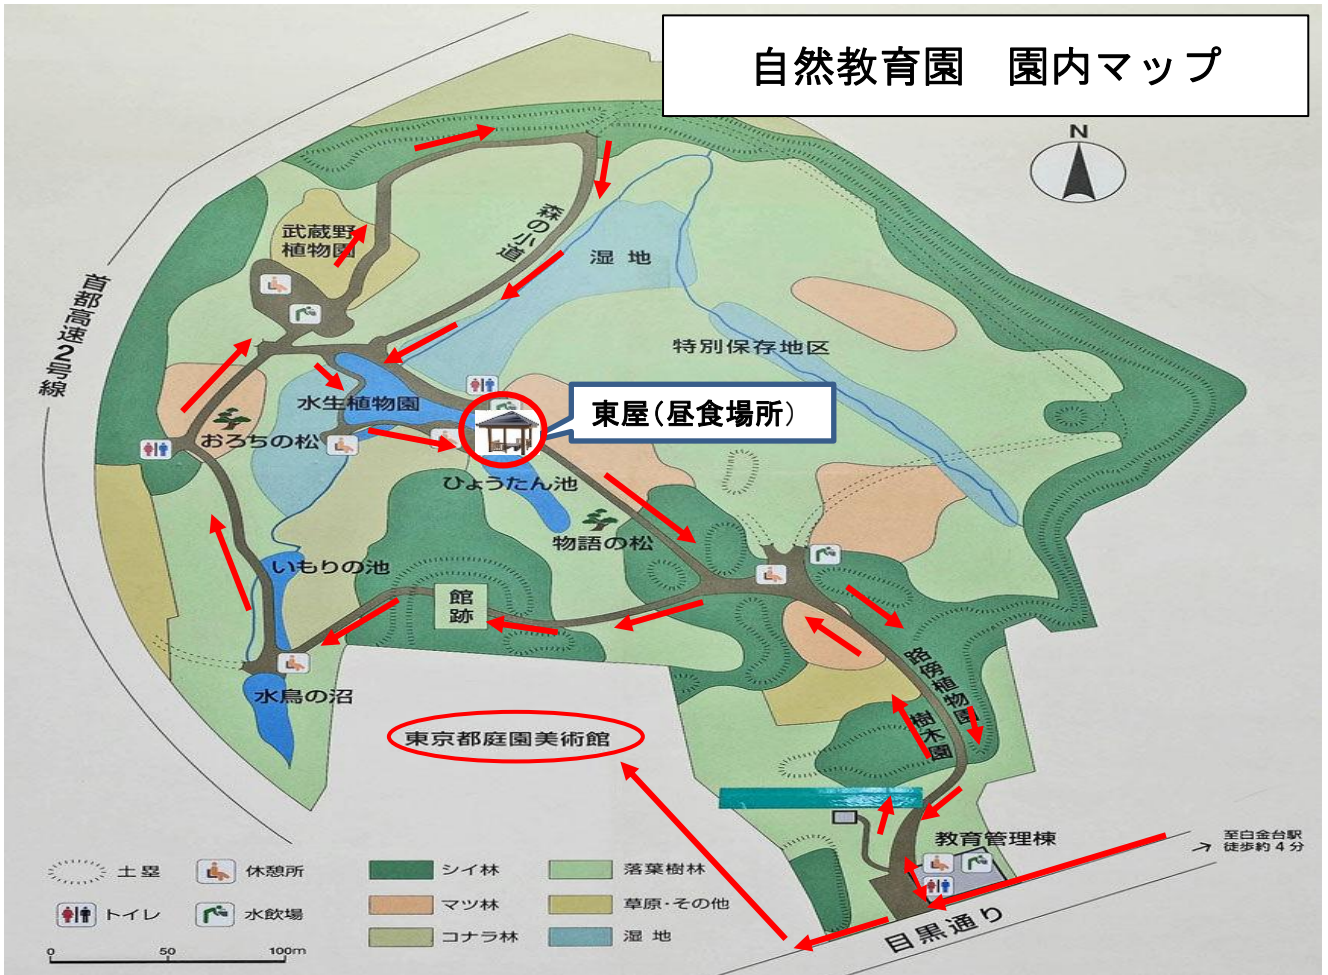 自然教育園　園内マップ
N
武蔵野
植物園
森の小道
湿地
首都高速2号線
特別保存地区
水生植物園
東屋(昼食場所)
おろちの松
ひょうたん池
物語の松
いもりの池
館
跡
路傍植物園
水鳥の沼
樹木園
東京都庭園美術館
教育管理棟
至白金台駅
徒歩約4分
目黒通り
土塁
休憩所
シイ林
落葉樹林
トイレ
水飲場
マツ林
草原・その他
コナラ林
湿地
0 50 100m